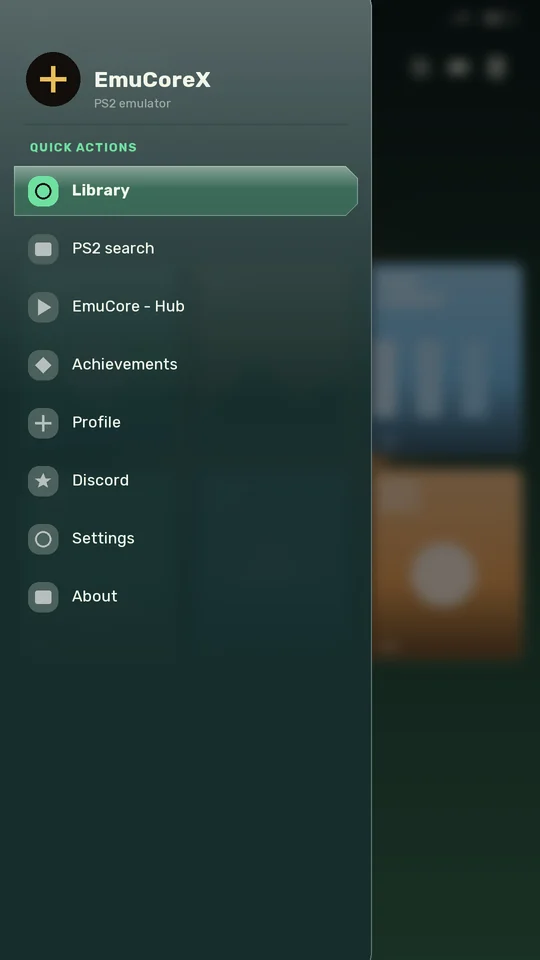 EmuCoreX
PS2 emulator
QUICK ACTIONS
Library
PS2 search
EmuCore - Hub
Achievements
Profile
Discord
Settings
About